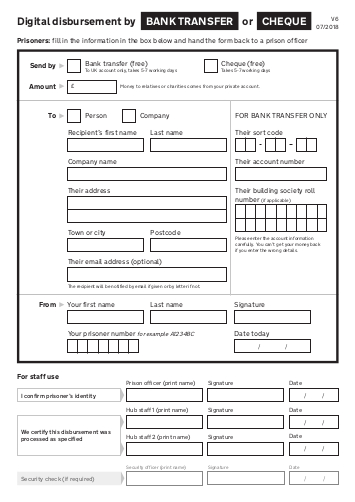 Digital disbursement by BANK TRANSFER or CHEQUE V6 07/2018
Prisoners: fill in the information in the box below and hand the form back to a prison officer
Send by Bank transfer (free) Cheque (free)
To UK account only, takes 5-7 working days Takes 5-7 working days
Amount £ Money to relations or charities comes from your private account.
To Person Company FOR BANK TRANSFER ONLY
Recipient's first name Last name Their sort code
- -
Company name Their account number
Their address Their building society roll
number (if applicable)
Town or city Postcode Please enter the account information
carefully. You can't get your money back
if you enter the wrong details.
Their email address (optional)
The recipient will be notified by email if given or by letter if not.
From Your first name Last name Signature
Your prisoner number for example A1234BC Date today
/ /
For staff use
Prison officer (print name) Signature Date
I confirm prisoner's identity / /
Hub staff 1 (print name) Signature Date
/ /
We certify this disbursement was
processed as specified
Hub staff 2 (print name) Signature Date
/ /
Security officer (print name) Signature Date
Security check (if required) / /